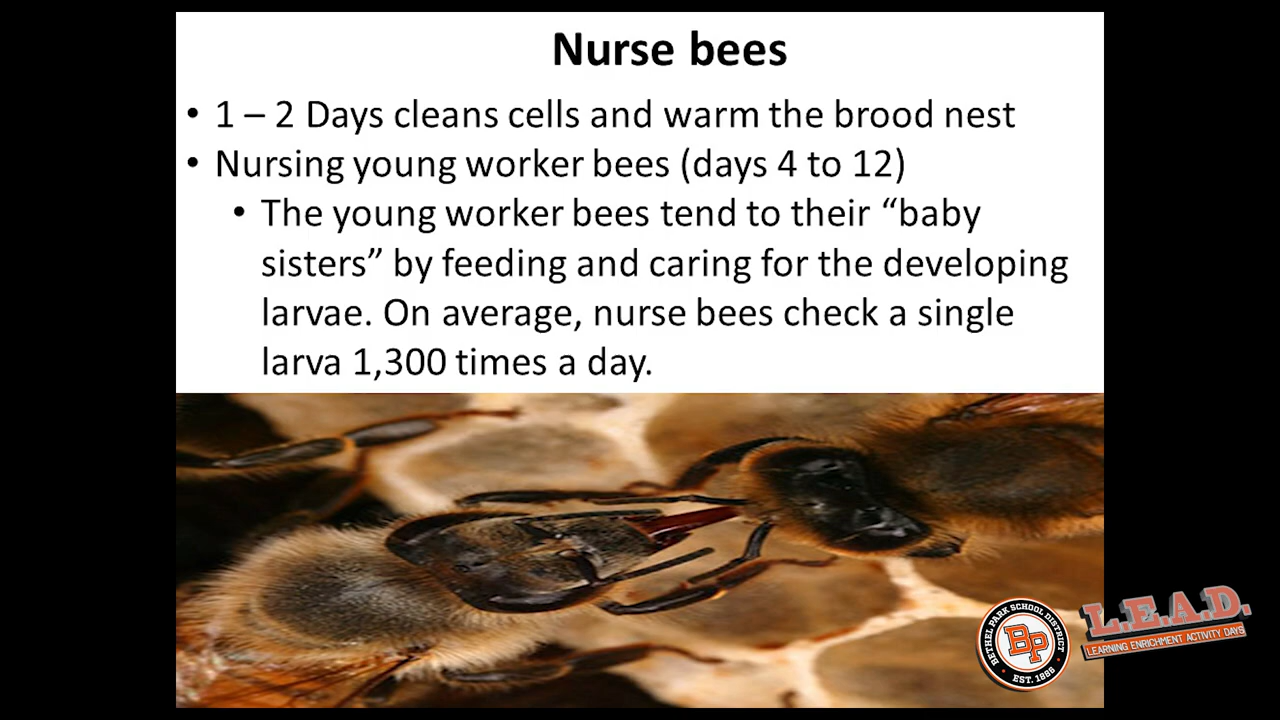 Nurse bees
• 1 – 2 Days cleans cells and warm the brood nest
• Nursing young worker bees (days 4 to 12)
• The young worker bees tend to their “baby
sisters” by feeding and caring for the developing
larvae. On average, nurse bees check a single
larva 1,300 times a day.
BETHEL PARK SCHOOL DISTRICT
BP
EST. 1886
L.E.A.D.
LEARNING ENRICHMENT ACTIVITY DAYS